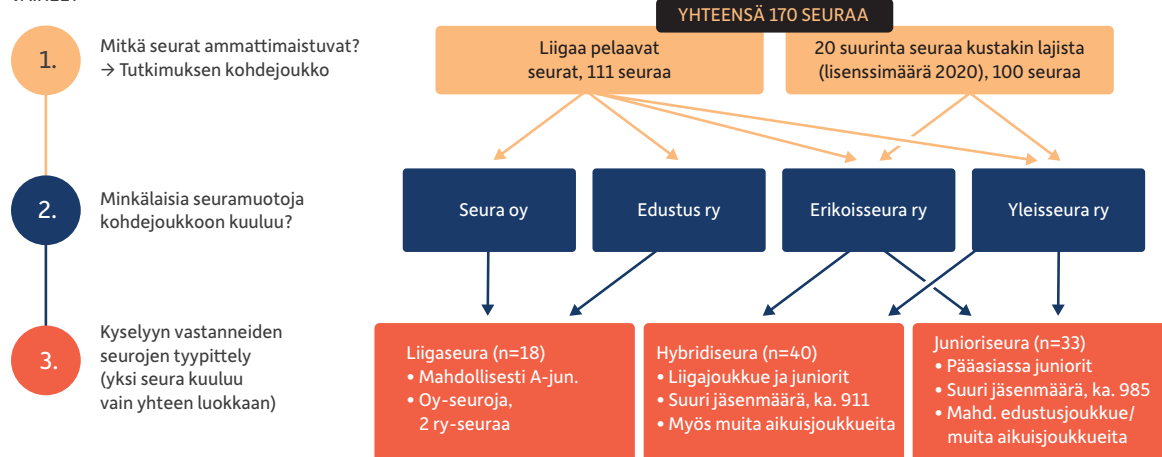 YHTEENSÄ 170 SEURAA
1.
Mitkä seurat ammattimaistuvat?
→ Tutkimuksen kohdejoukko
Liigaa pelaavat
seurat, 111 seuraa
20 suurinta seuraa kustakin lajista
(lisenssimäärä 2020), 100 seuraa
2.
Minkälaisia seuramuotoja
kohdejoukkoon kuuluu?
Seura oy
Edustus ry
Erikoisseura ry
Yleisseura ry
3.
Kyselyyn vastanneiden
seurojen tyypittely
(yksi seura kuuluu
vain yhteen luokkaan)
Liigaseura (n=18)
• Mahdollisesti A-jun.
• Oy-seuroja,
2 ry-seuraa
Hybridiseura (n=40)
• Liigajoukkue ja juniorit
• Suuri jäsenmäärä, ka. 911
• Myös muita aikuisjoukkueita
Junioriseura (n=33)
• Pääasiassa juniorit
• Suuri jäsenmäärä, ka. 985
• Mahd. edustusjoukkue/
muita aikuisjoukkueita